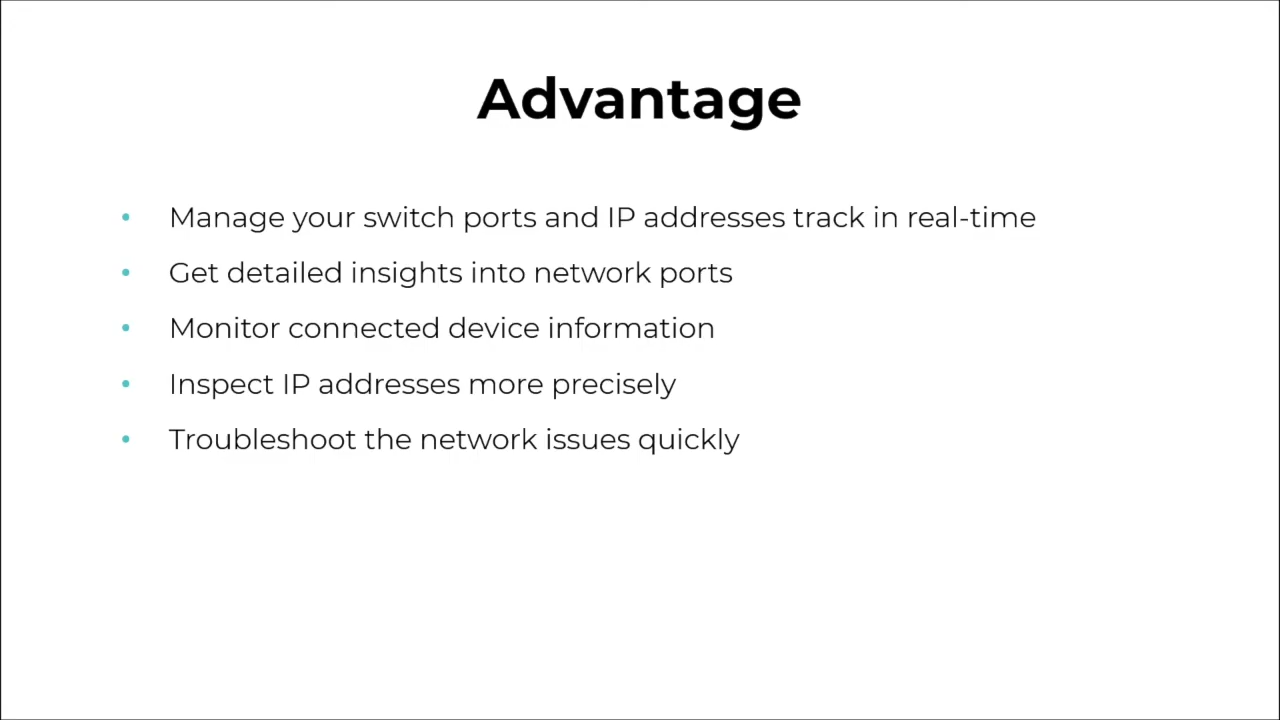 Advantage
• Manage your switch ports and IP addresses track in real-time
• Get detailed insights into network ports
• Monitor connected device information
• Inspect IP addresses more precisely
• Troubleshoot the network issues quickly